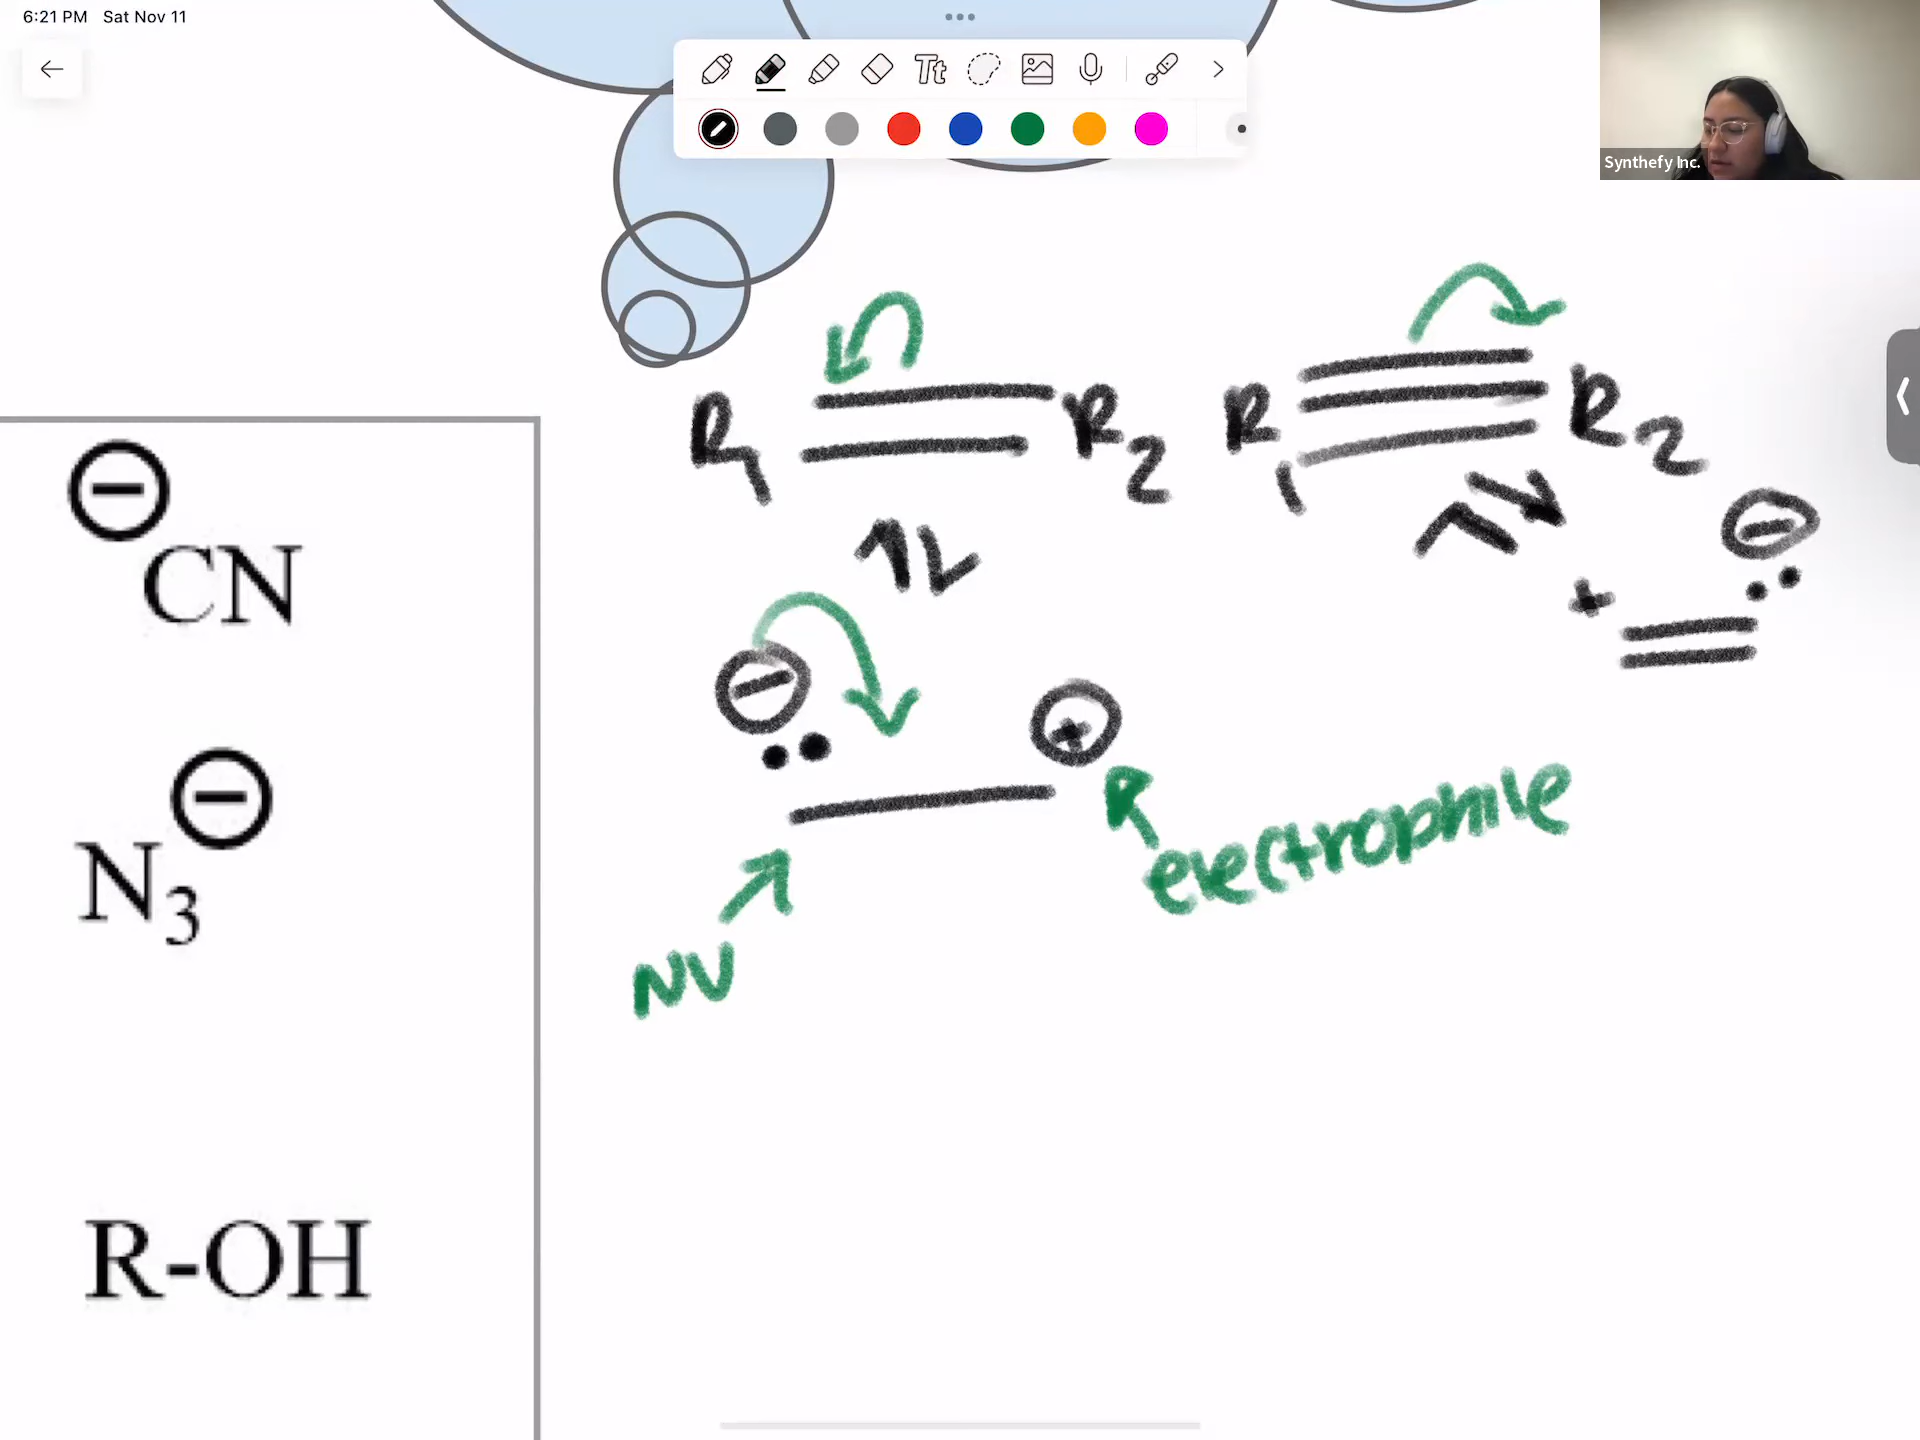 6:21 PM Sat Nov 11
Tt
Synthefy Inc.
R1 R2 R1 R2
⊖
CN
⊖
+
⊖
⊕
N3⊖
electrophile
NU
R-OH